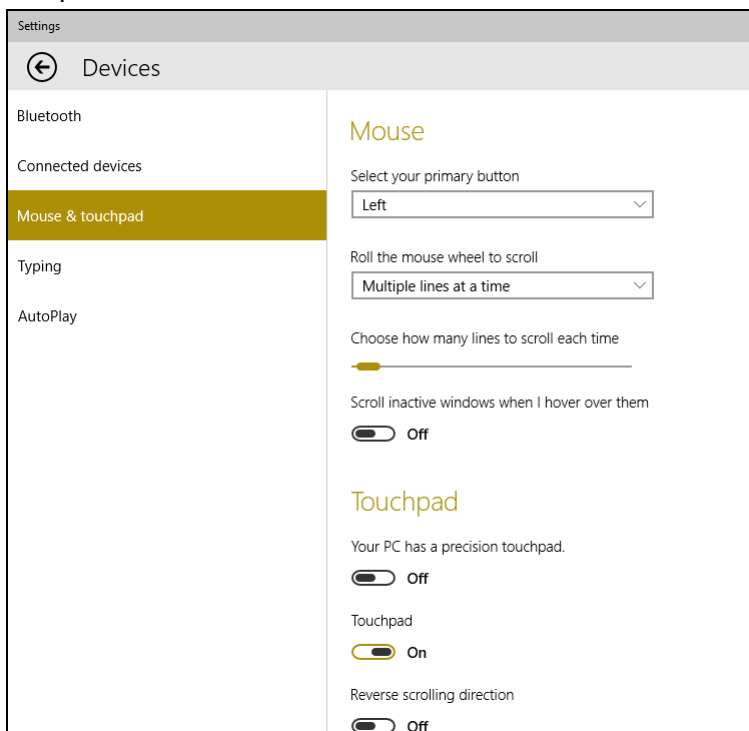 Settings
Devices
Bluetooth
Connected devices
Mouse & touchpad
Typing
AutoPlay
Mouse
Select your primary button
Left
Roll the mouse wheel to scroll
Multiple lines at a time
Choose how many lines to scroll each time
Scroll inactive windows when I hover over them
Off
Touchpad
Your PC has a precision touchpad.
Off
Touchpad
On
Reverse scrolling direction
Off